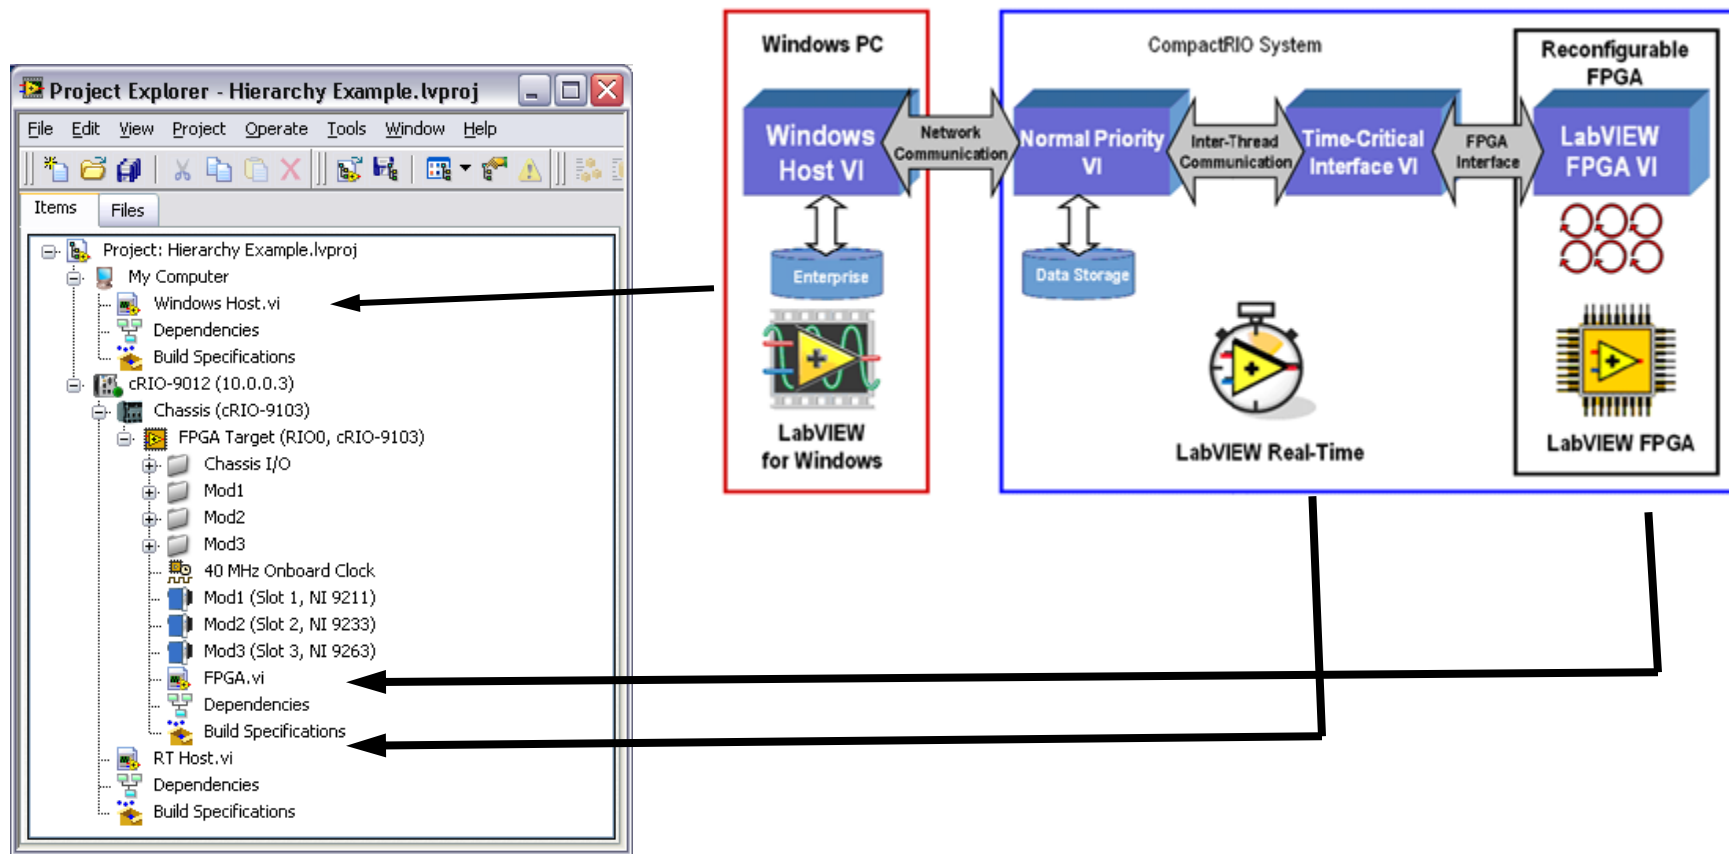 Project Explorer - Hierarchy Example.lvproj
File Edit View Project Operate Tools Window Help
Items Files
Project: Hierarchy Example.lvproj
My Computer
Windows Host.vi
Dependencies
Build Specifications
cRIO-9012 (10.0.0.3)
Chassis (cRIO-9103)
FPGA Target (RIO0, cRIO-9103)
Chassis I/O
Mod1
Mod2
Mod3
40 MHz Onboard Clock
Mod1 (Slot 1, NI 9211)
Mod2 (Slot 2, NI 9233)
Mod3 (Slot 3, NI 9263)
FPGA.vi
Dependencies
Build Specifications
RT Host.vi
Dependencies
Build Specifications
Windows PC
Windows
Host VI
Enterprise
LabVIEW
for Windows
Network
Communication
CompactRIO System
Normal Priority
VI
Data Storage
Inter-Thread
Communication
Time-Critical
Interface VI
LabVIEW Real-Time
FPGA
Interface
Reconfigurable
FPGA
LabVIEW
FPGA VI
LabVIEW FPGA